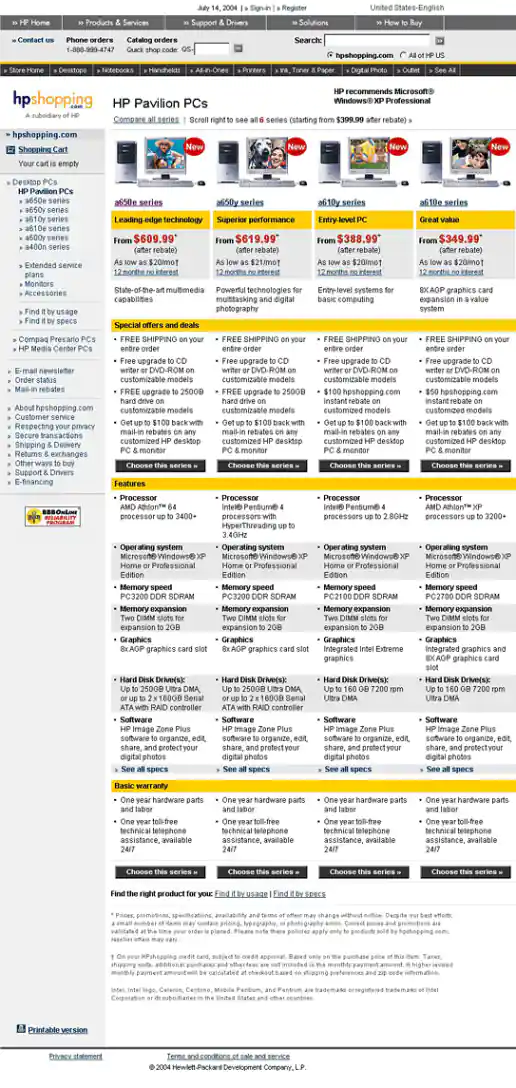 July 14, 2004 | » Sign-in | » Register
United States-English
» HP Home
» Products & Services
» Support & Drivers
» Solutions
» How to Buy
» Contact us
Phone orders
1-888-999-4747
Catalog orders
Quick shop code: QS-
Search:
hpshopping.com
All of HP US
» Store Home
» Desktops
» Notebooks
» Handhelds
» All-in-Ones
» Printers
» Ink, Toner & Paper
» Digital Photo
» Outlet
» See All
hpshopping.com
A subsidiary of HP
HP Pavilion PCs
HP recommends Microsoft®
Windows® XP Professional
Compare all series | Scroll right to see all 6 series (starting from $399.99 after rebate) »
» hpshopping.com
Shopping Cart
Your cart is empty
» Desktop PCs
HP Pavilion PCs
» a650e series
» a650y series
» a610y series
» a610e series
» a600y series
» a400n series
» Extended service plans
» Monitors
» Accessories
» Find it by usage
» Find it by specs
» Compaq Presario PCs
» HP Media Center PCs
» E-mail newsletter
» Order status
» Mail-in rebates
» About hpshopping.com
» Customer service
» Respecting your privacy
» Secure transactions
» Shipping & Delivery
» Returns & exchanges
» Other ways to buy
» Support & Drivers
» E-financing
BBBOnLine
RELIABILITY
PROGRAM
New
New
New
New
a650e series
a650y series
a610y series
a610e series
Leading-edge technology
Superior performance
Entry-level PC
Great value
From $609.99*
(after rebate)
As low as $20/mo†
12 months no interest
From $619.99*
(after rebate)
As low as $21/mo†
12 months no interest
From $388.99*
(after rebate)
As low as $20/mo†
12 months no interest
From $349.99*
(after rebate)
As low as $20/mo†
12 months no interest
State-of-the-art multimedia
capabilities
Powerful technologies for
multitasking and digital
photography
Entry-level systems for
basic computing
8X AGP graphics card
expansion in a value
system
Special offers and deals
• FREE SHIPPING on your
entire order
• Free upgrade to CD
writer or DVD-ROM on
customizable models
• FREE upgrade to 250GB
hard drive on
customizable models
• Get up to $100 back with
mail-in rebates on any
customized HP desktop
PC & monitor
Choose this series »
• FREE SHIPPING on your
entire order
• Free upgrade to CD
writer or DVD-ROM on
customizable models
• FREE upgrade to 250GB
hard drive on
customizable models
• Get up to $100 back with
mail-in rebates on any
customized HP desktop
PC & monitor
Choose this series »
• FREE SHIPPING on your
entire order
• Free upgrade to CD
writer or DVD-ROM on
customizable models
• $100 hpshopping.com
instant rebate on
customized models
• Get up to $100 back with
mail-in rebates on any
customized HP desktop
PC & monitor
Choose this series »
• FREE SHIPPING on your
entire order
• Free upgrade to CD
writer or DVD-ROM on
customizable models
• $50 hpshopping.com
instant rebate on
customized models
• Get up to $100 back with
mail-in rebates on any
customized HP desktop
PC & monitor
Choose this series »
Features
• Processor
AMD Athlon™ 64
processor up to 3400+
• Processor
Intel® Pentium® 4
processors with
HyperThreading up to
3.4GHz
• Processor
Intel® Pentium® 4
processors up to 2.8GHz
• Processor
AMD Athlon™ XP
processors up to 3200+
• Operating system
Microsoft® Windows® XP
Home or Professional
Edition
• Operating system
Microsoft® Windows® XP
Home or Professional
Edition
• Operating system
Microsoft® Windows® XP
Home or Professional
Edition
• Operating system
Microsoft® Windows® XP
Home or Professional
Edition
• Memory speed
PC3200 DDR SDRAM
• Memory speed
PC3200 DDR SDRAM
• Memory speed
PC2100 DDR SDRAM
• Memory speed
PC2700 DDR SDRAM
• Memory expansion
Two DIMM slots for
expansion to 2GB
• Memory expansion
Two DIMM slots for
expansion to 2GB
• Memory expansion
Two DIMM slots for
expansion to 2GB
• Memory expansion
Two DIMM slots for
expansion to 2GB
• Graphics
8x AGP graphics card slot
• Graphics
8x AGP graphics card slot
• Graphics
Integrated Intel Extreme
graphics
• Graphics
Integrated graphics and
8X AGP graphics card
slot
• Hard Disk Drive(s):
Up to 250GB Ultra DMA,
or up to 2 x 160GB Serial
ATA with RAID controller
• Hard Disk Drive(s):
Up to 250GB Ultra DMA,
or up to 2 x 160GB Serial
ATA with RAID controller
• Hard Disk Drive(s):
Up to 160 GB 7200 rpm
Ultra DMA
• Hard Disk Drive(s):
Up to 160 GB 7200 rpm
Ultra DMA
• Software
HP Image Zone Plus
software to organize, edit,
share, and protect your
digital photos
• Software
HP Image Zone Plus
software to organize, edit,
share, and protect your
digital photos
• Software
HP Image Zone Plus
software to organize, edit,
share, and protect your
digital photos
• Software
HP Image Zone Plus
software to organize, edit,
share, and protect your
digital photos
» See all specs
» See all specs
» See all specs
» See all specs
Basic warranty
• One year hardware parts
and labor
• One year toll-free
technical telephone
assistance, available
24/7
Choose this series »
• One year hardware parts
and labor
• One year toll-free
technical telephone
assistance, available
24/7
Choose this series »
• One year hardware parts
and labor
• One year toll-free
technical telephone
assistance, available
24/7
Choose this series »
• One year hardware parts
and labor
• One year toll-free
technical telephone
assistance, available
24/7
Choose this series »
Find the right product for you: Find it by usage | Find it by specs
* Prices, promotions, specifications, availability and terms of offers may change without notice. Despite our best efforts,
a small number of items may contain pricing, typography, or photography errors. Correct prices and promotions are
validated at the time your order is placed. Please note these policies apply only to products sold by hpshopping.com;
reseller offers may vary.
† On your HPshopping credit card, subject to credit approval. Based only on the purchase price of this item. Taxes,
shipping costs, additional purchases and other fees are not included in the monthly payment amount. A higher revised
monthly payment amount will be calculated at checkout based on shipping preferences and zip code information.
Intel, Intel logo, Celeron, Centrino, Mobile Pentium, and Pentium are trademarks or registered trademarks of Intel
Corporation or its subsidiaries in the United States and other countries.
Printable version
Privacy statement
Terms and conditions of sale and service
© 2004 Hewlett-Packard Development Company, L.P.